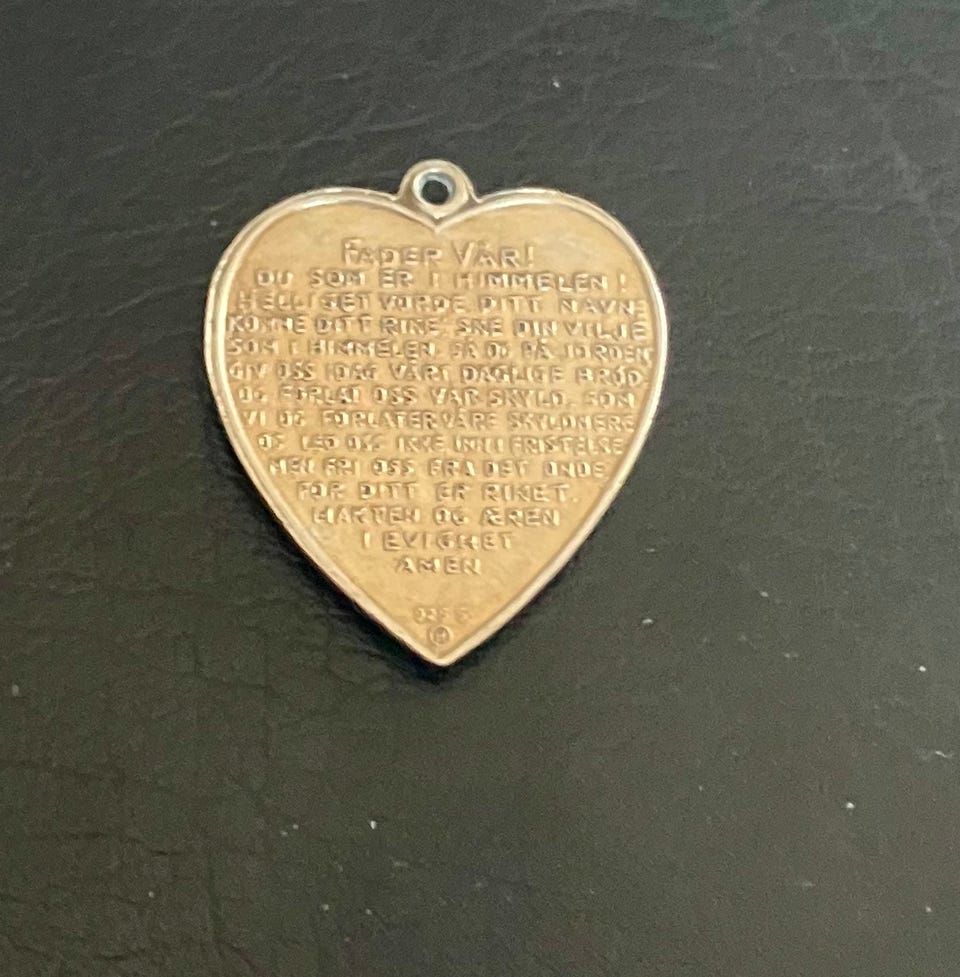 FADER VÅR!
DU SOM ER I HIMMELEN!
HELLIGET VORDE DITT NAVN
KOMME DITT RIKE SKE DIN VILJE
SOM I HIMMELEN. SÅ OG PÅ JORDEN
GIV OSS IDAG VÅRT DAGLIGE BRØD.
OG FORLAT OSS VÅR SKYLD. SOM
VI OG FORLATER VÅRE SKYLDNERE
OG LED OSS IKKE INN I FRISTELSE
MEN FRI OSS FRA DET ONDE
FOR DITT ER RIKET.
MAKTEN OG ÆREN
I EVIGHET
AMEN
925 S